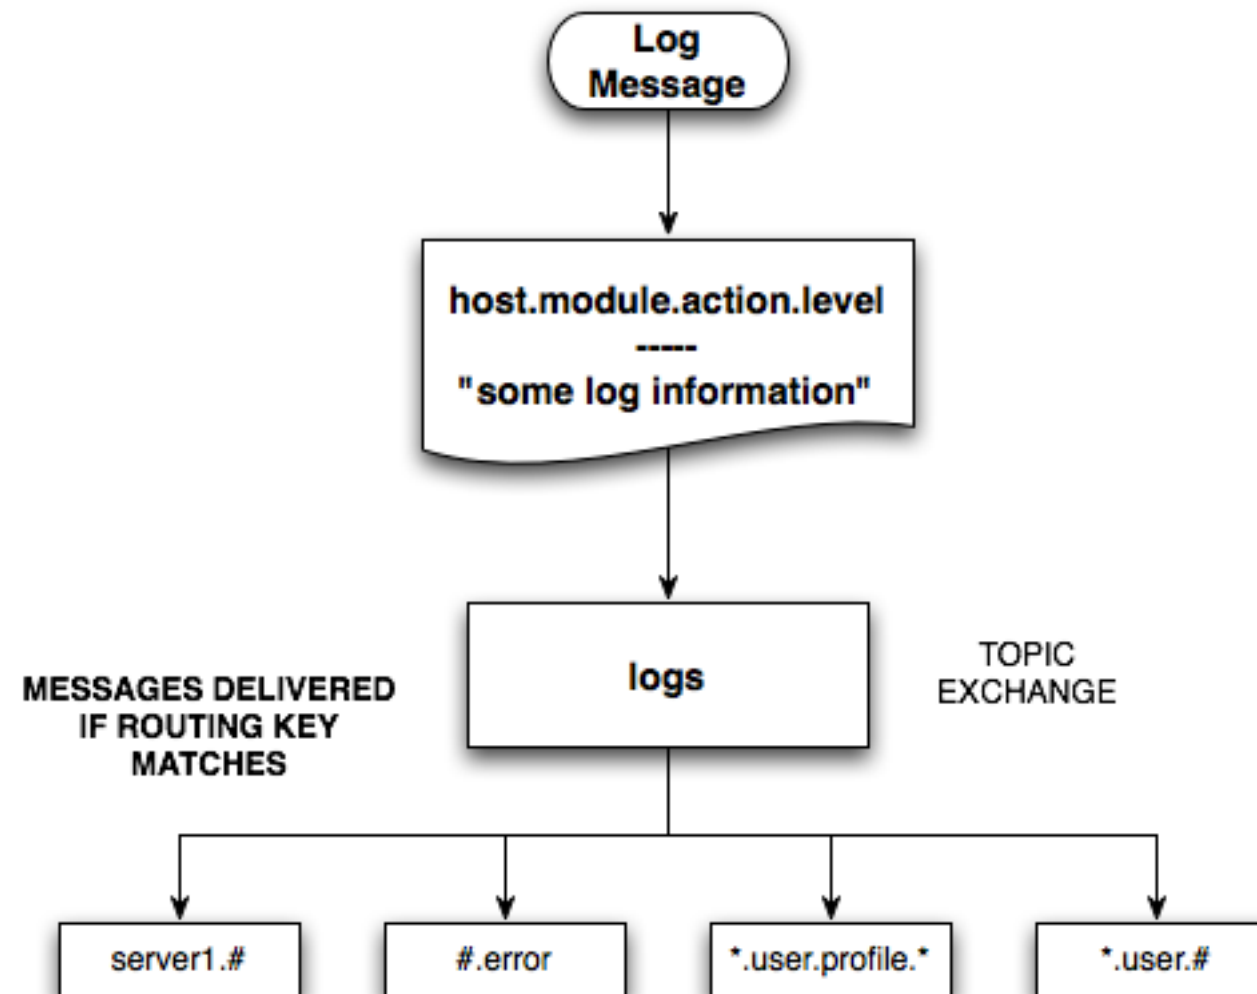 Log
Message
host.module.action.level
-----
"some log information"
logs
TOPIC
EXCHANGE
MESSAGES DELIVERED
IF ROUTING KEY
MATCHES
server1.#
#.error
*.user.profile.*
*.user.#